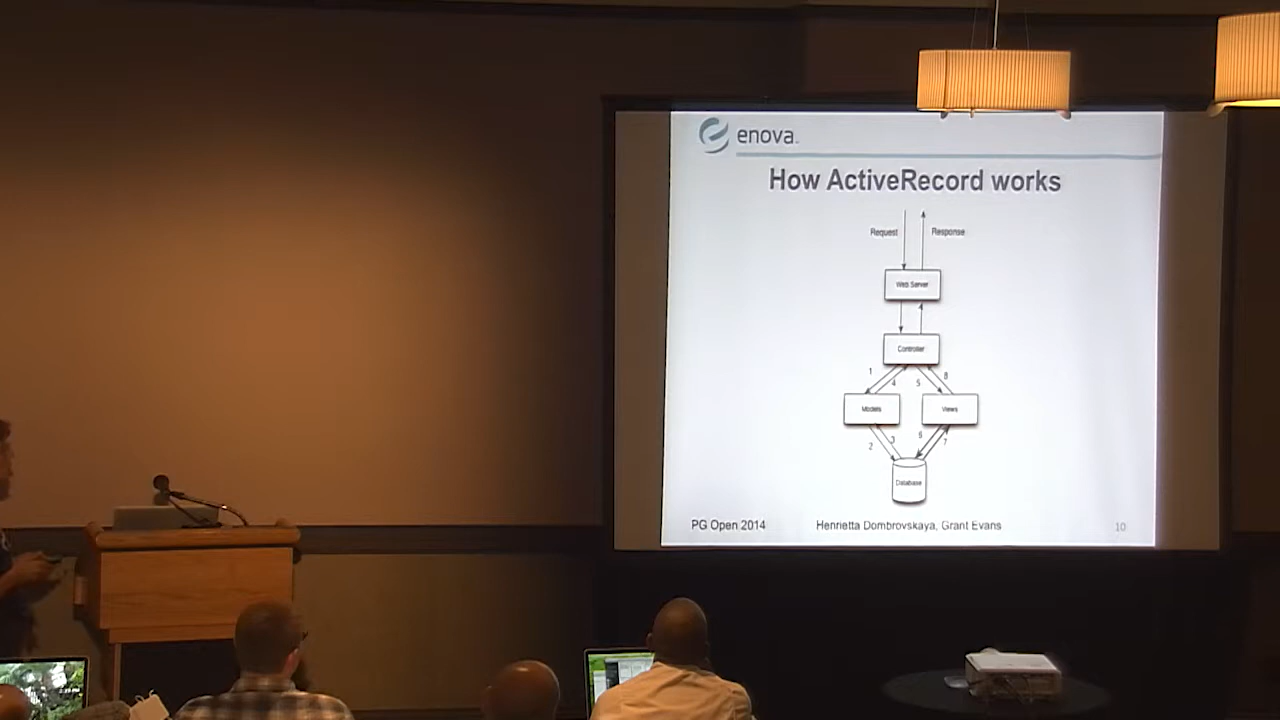 enova
How ActiveRecord works
Request
Response
Web Server
Controller
1
4
5
8
Models
Views
2
3
6
7
Database
PG Open 2014
Henrietta Dombrovskaya, Grant Evans
10